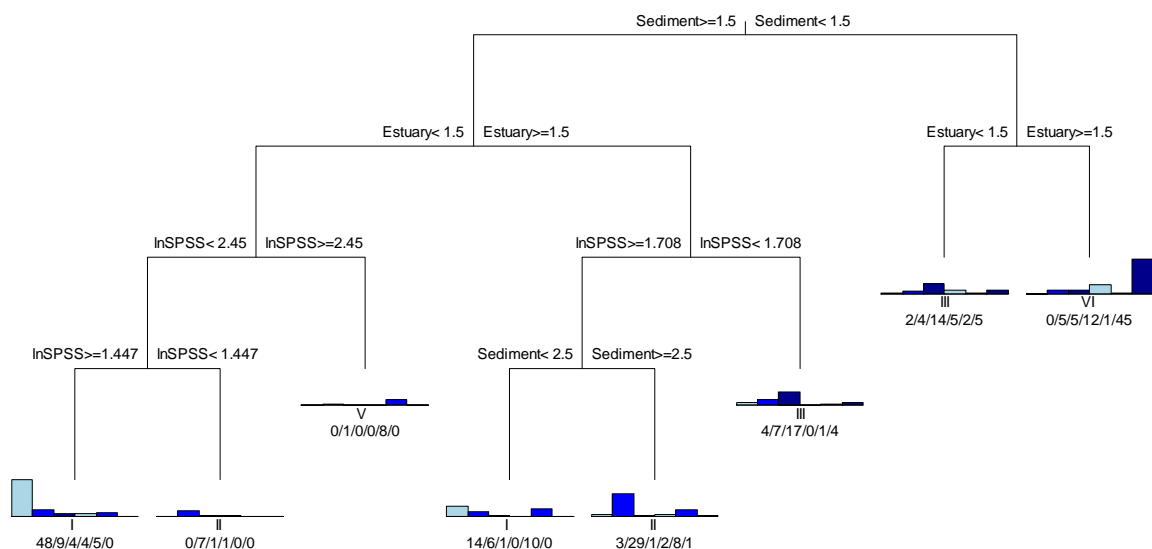 Sediment>=1.5 Sediment< 1.5
Estuary< 1.5 Estuary>=1.5 Estuary< 1.5 Estuary>=1.5
lnSPSS< 2.45 lnSPSS>=2.45 lnSPSS>=1.708 lnSPSS< 1.708
III VI
2/4/14/5/2/5 0/5/5/12/1/45
lnSPSS>=1.447 lnSPSS< 1.447 Sediment< 2.5 Sediment>=2.5
V III
0/1/0/0/8/0 4/7/17/0/1/4
I II I II
48/9/4/4/5/0 0/7/1/1/0/0 14/6/1/0/10/0 3/29/1/2/8/1